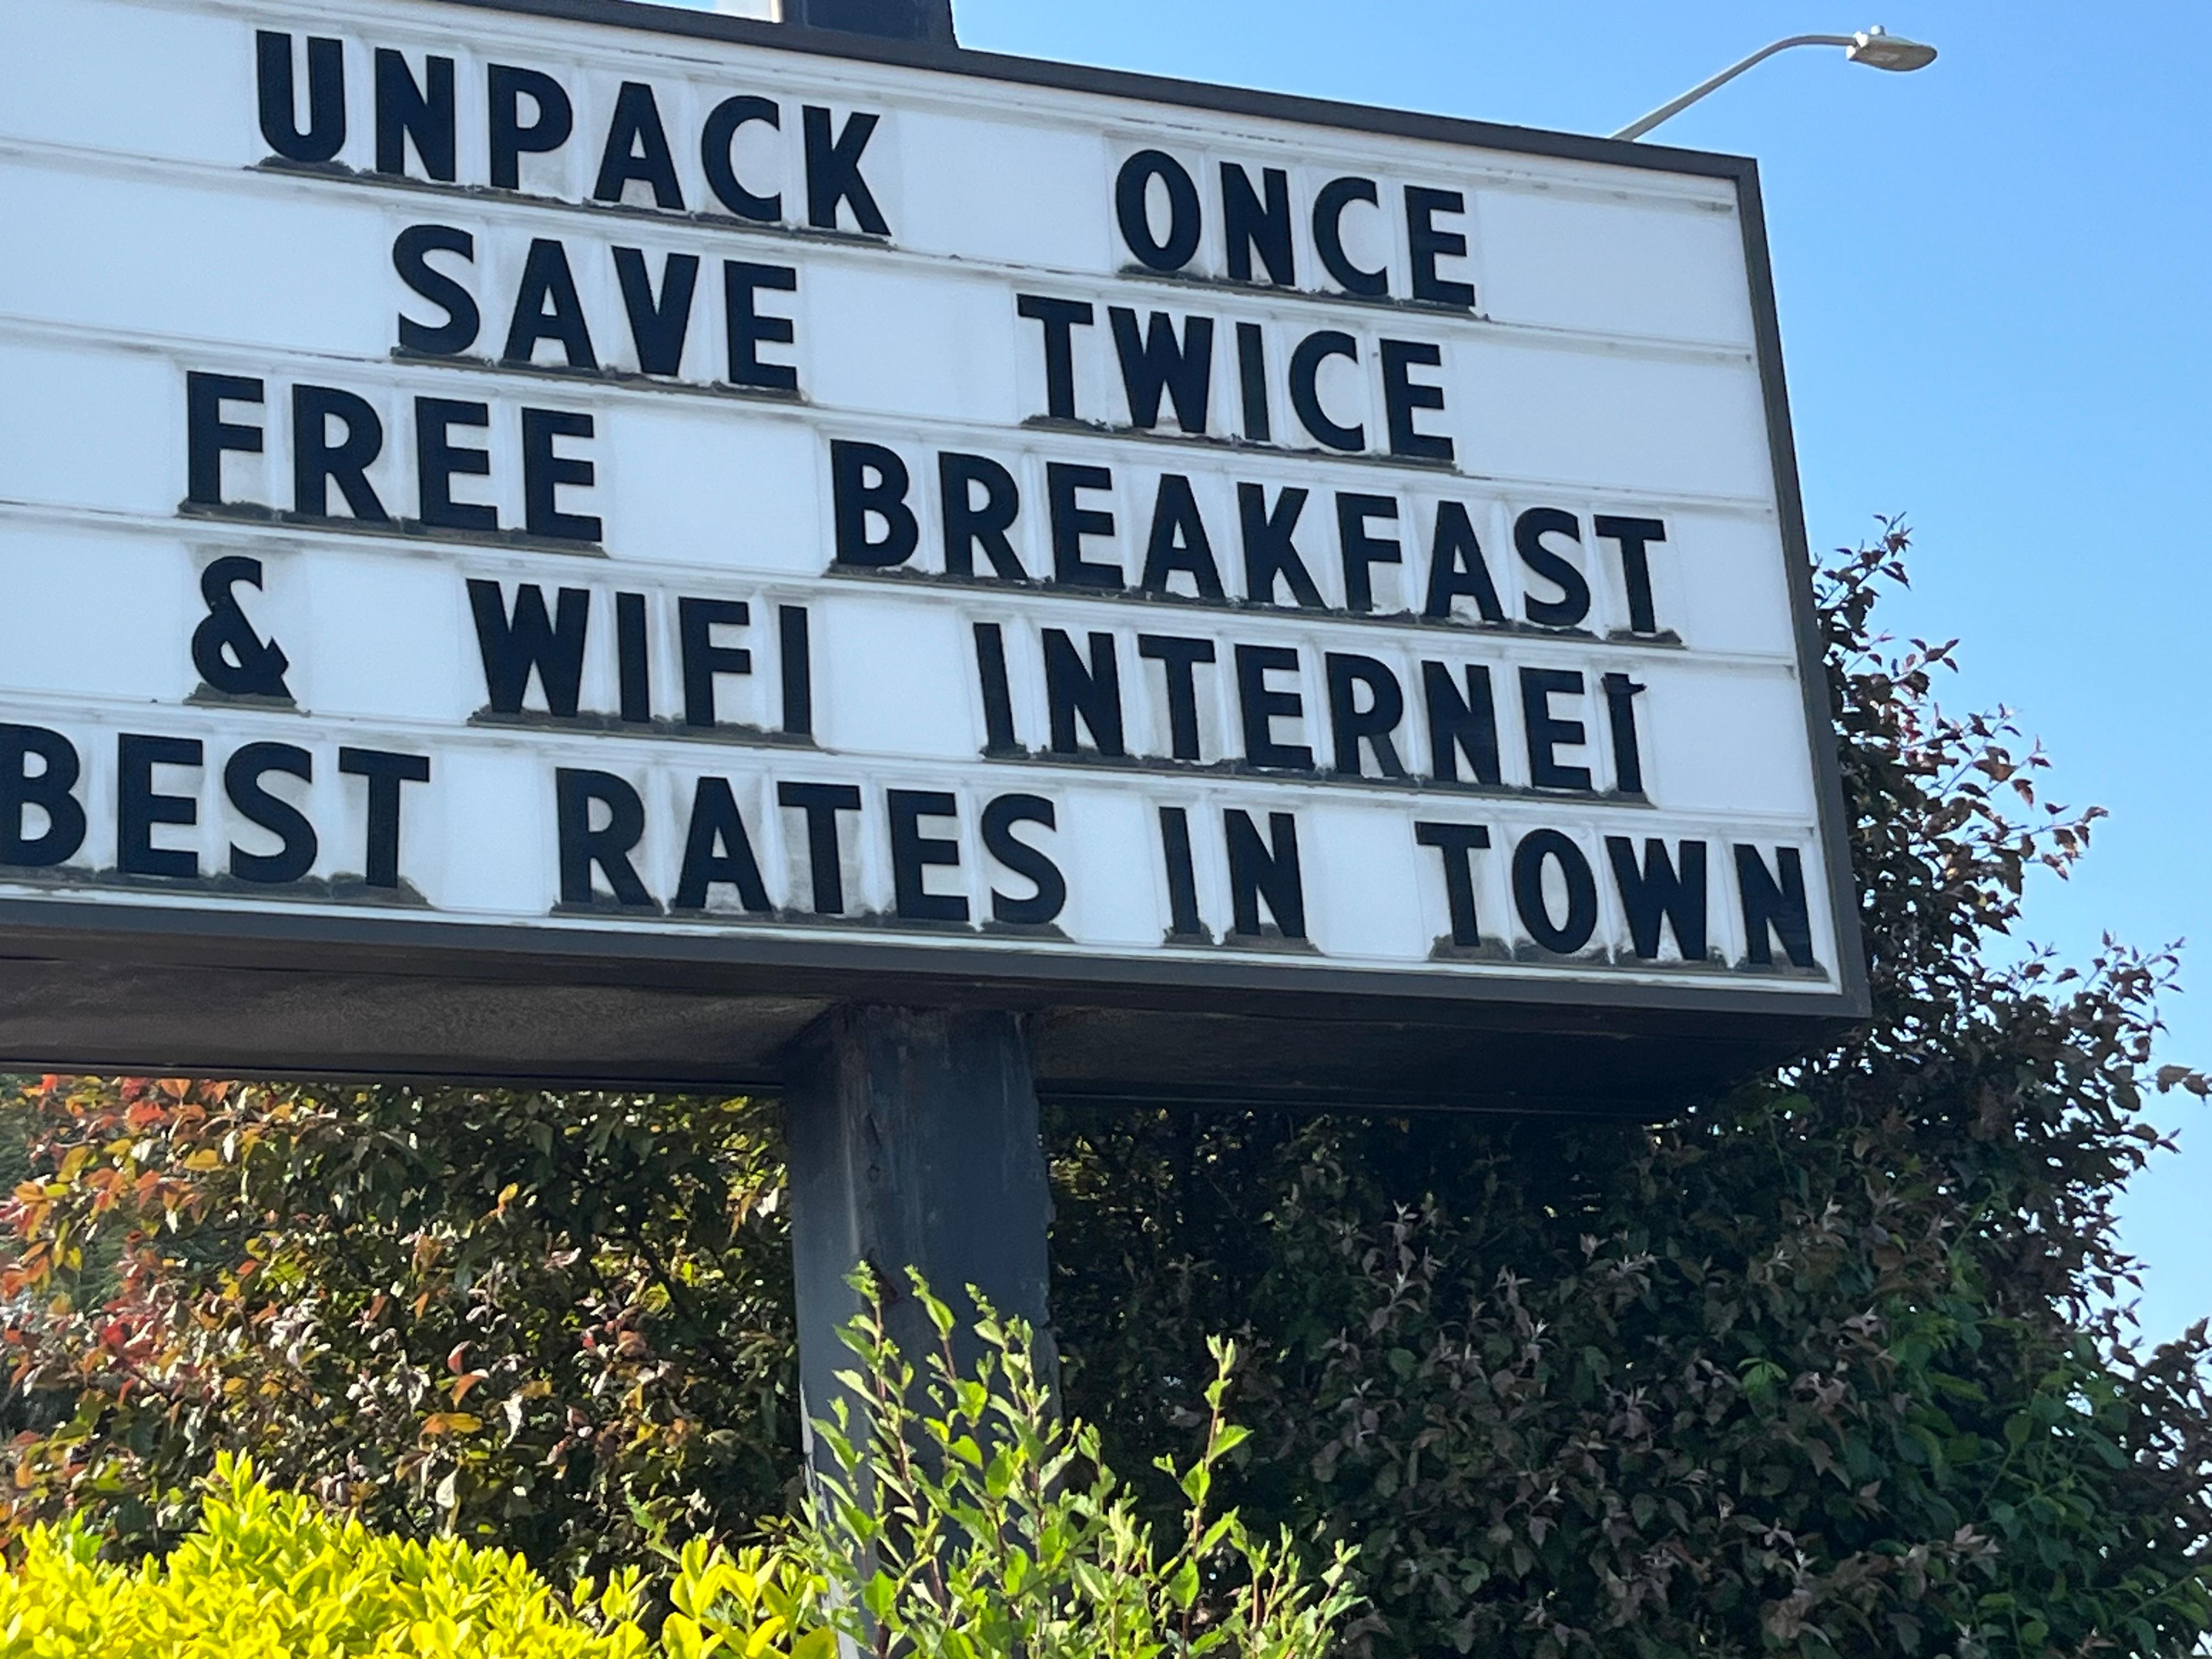 UNPACK ONCE
SAVE TWICE
FREE BREAKFAST
& WIFI INTERNET
BEST RATES IN TOWN